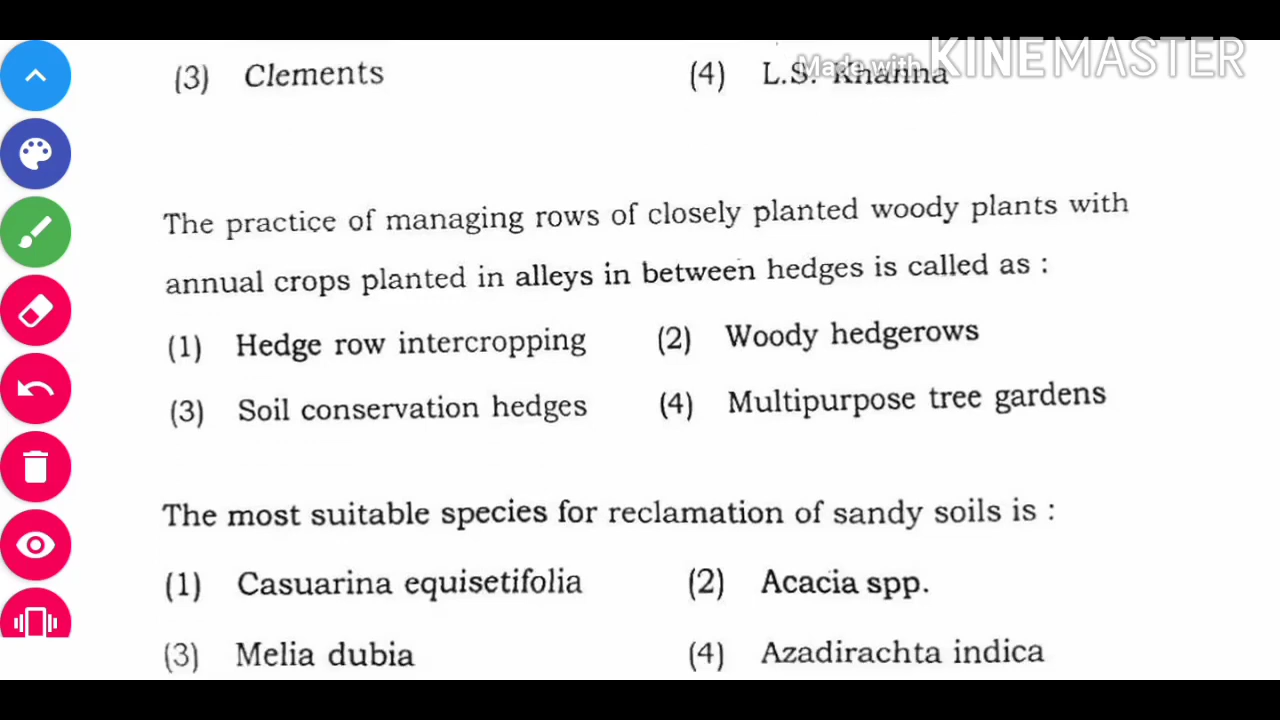 Made with KINEMASTER
(3) Clements (4) L.S. Khanna
The practice of managing rows of closely planted woody plants with
annual crops planted in alleys in between hedges is called as :
(1) Hedge row intercropping (2) Woody hedgerows
(3) Soil conservation hedges (4) Multipurpose tree gardens
The most suitable species for reclamation of sandy soils is :
(1) Casuarina equisetifolia (2) Acacia spp.
(3) Melia dubia (4) Azadirachta indica